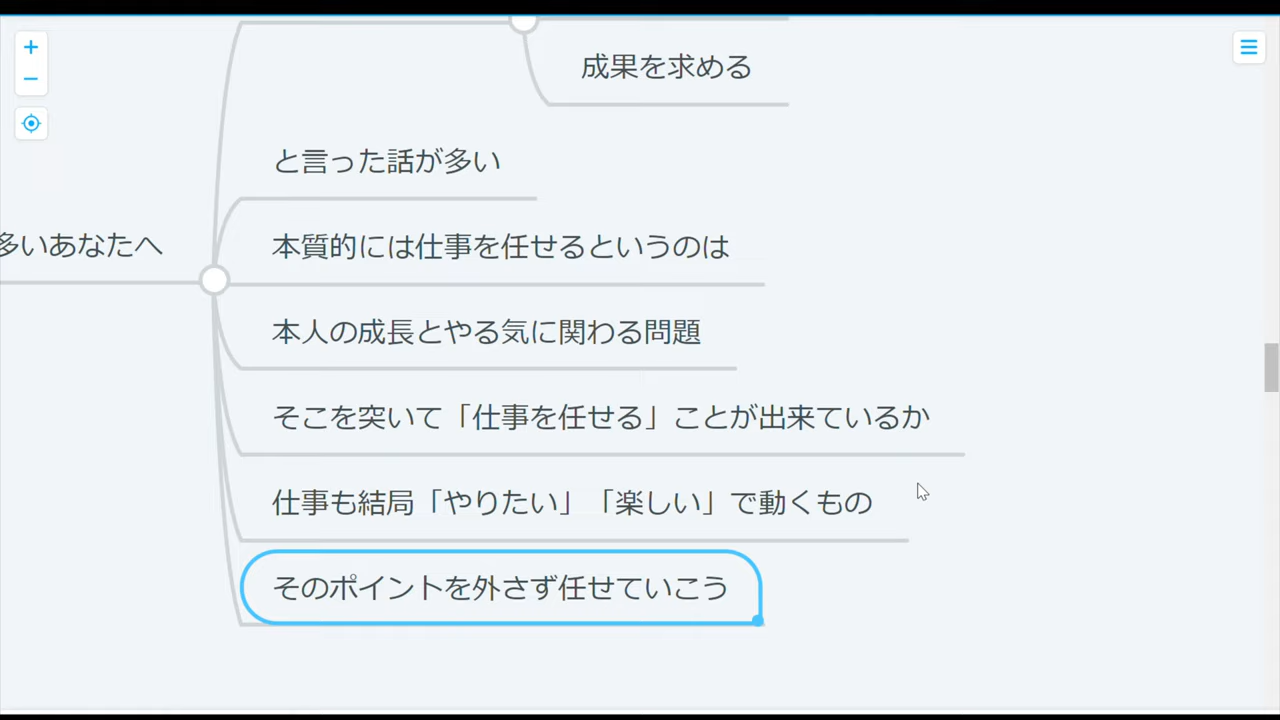 成果を求める
と言った話が多い
多いあなたへ
本質的には仕事を任せるというのは
本人の成長とやる気に関わる問題
そこを突いて「仕事を任せる」ことが出来ているか
仕事も結局「やりたい」「楽しい」で動くもの
そのポイントを外さず任せていこう